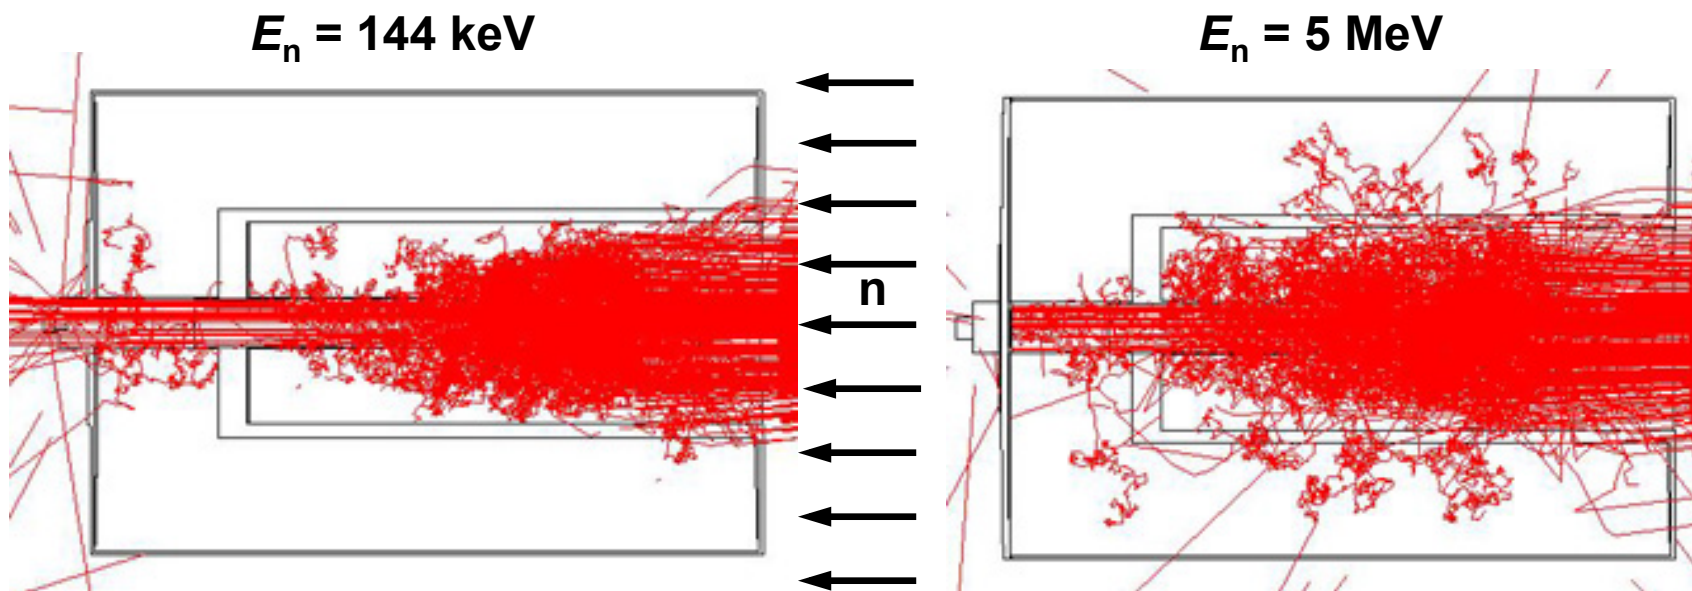 Eₙ = 144 keV
Eₙ = 5 MeV
n